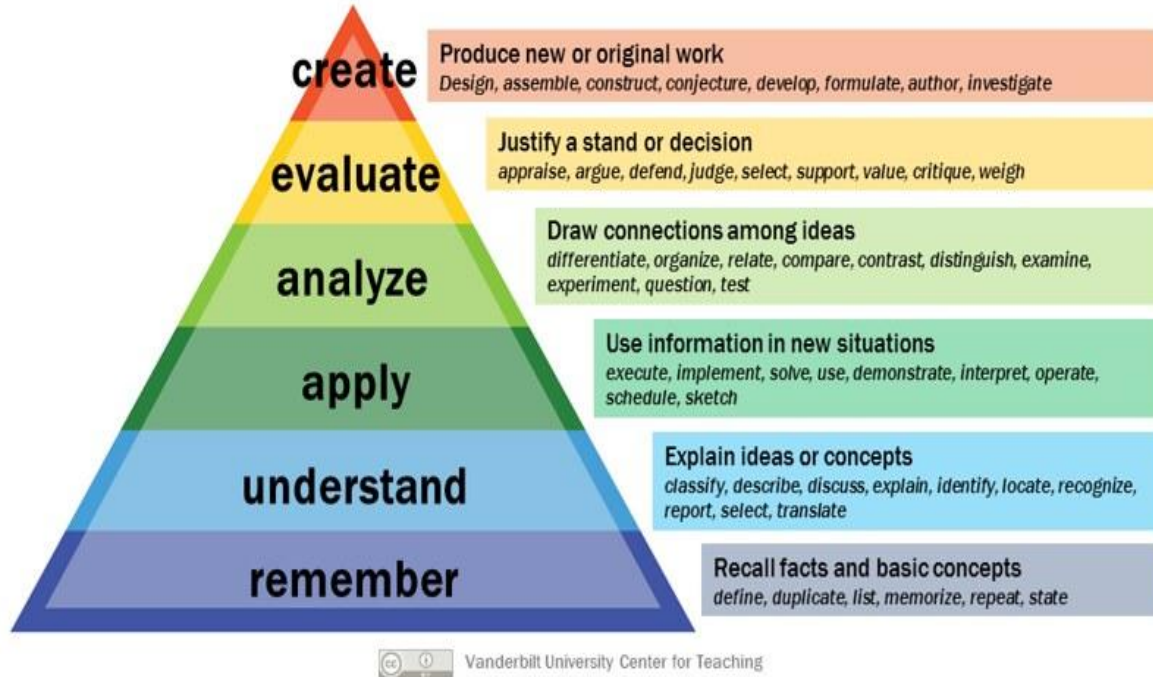 create
Produce new or original work
Design, assemble, construct, conjecture, develop, formulate, author, investigate
evaluate
Justify a stand or decision
appraise, argue, defend, judge, select, support, value, critique, weigh
analyze
Draw connections among ideas
differentiate, organize, relate, compare, contrast, distinguish, examine,
experiment, question, test
apply
Use information in new situations
execute, implement, solve, use, demonstrate, interpret, operate,
schedule, sketch
understand
Explain ideas or concepts
classify, describe, discuss, explain, identify, locate, recognize,
report, select, translate
remember
Recall facts and basic concepts
define, duplicate, list, memorize, repeat, state
cc
Vanderbilt University Center for Teaching